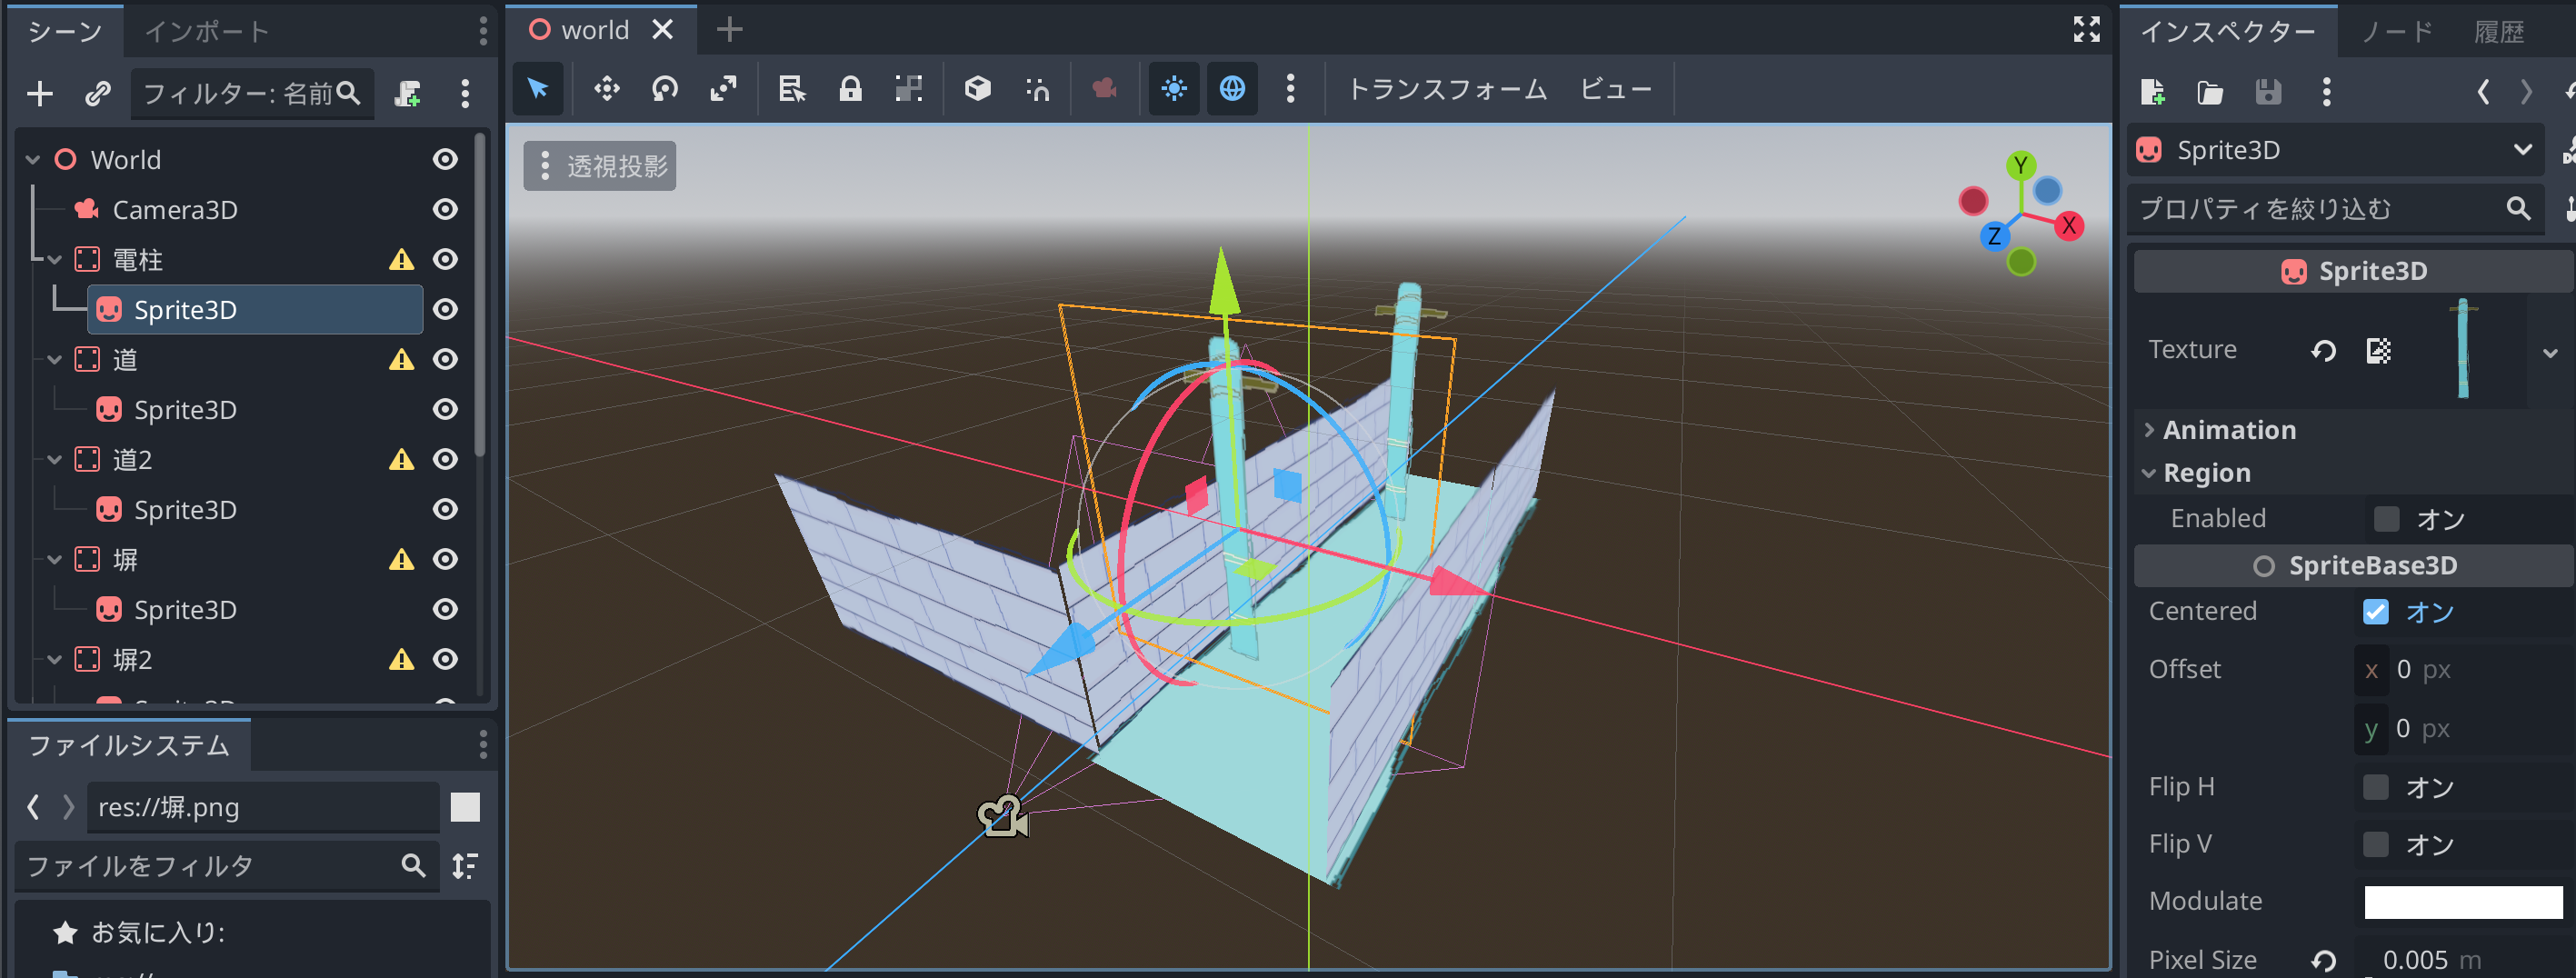 シーン
インポート
フィルター: 名前
World
Camera3D
電柱
Sprite3D
道
Sprite3D
道2
Sprite3D
塀
Sprite3D
塀2
ファイルシステム
res://塀.png
ファイルをフィルタ
お気に入り:
world
トランスフォーム
ビュー
透視投影
Y
X
Z
インスペクター
ノード
履歴
Sprite3D
プロパティを絞り込む
Sprite3D
Texture
Animation
Region
Enabled
オン
SpriteBase3D
Centered
オン
Offset
x 0 px
y 0 px
Flip H
オン
Flip V
オン
Modulate
Pixel Size
0.005 m